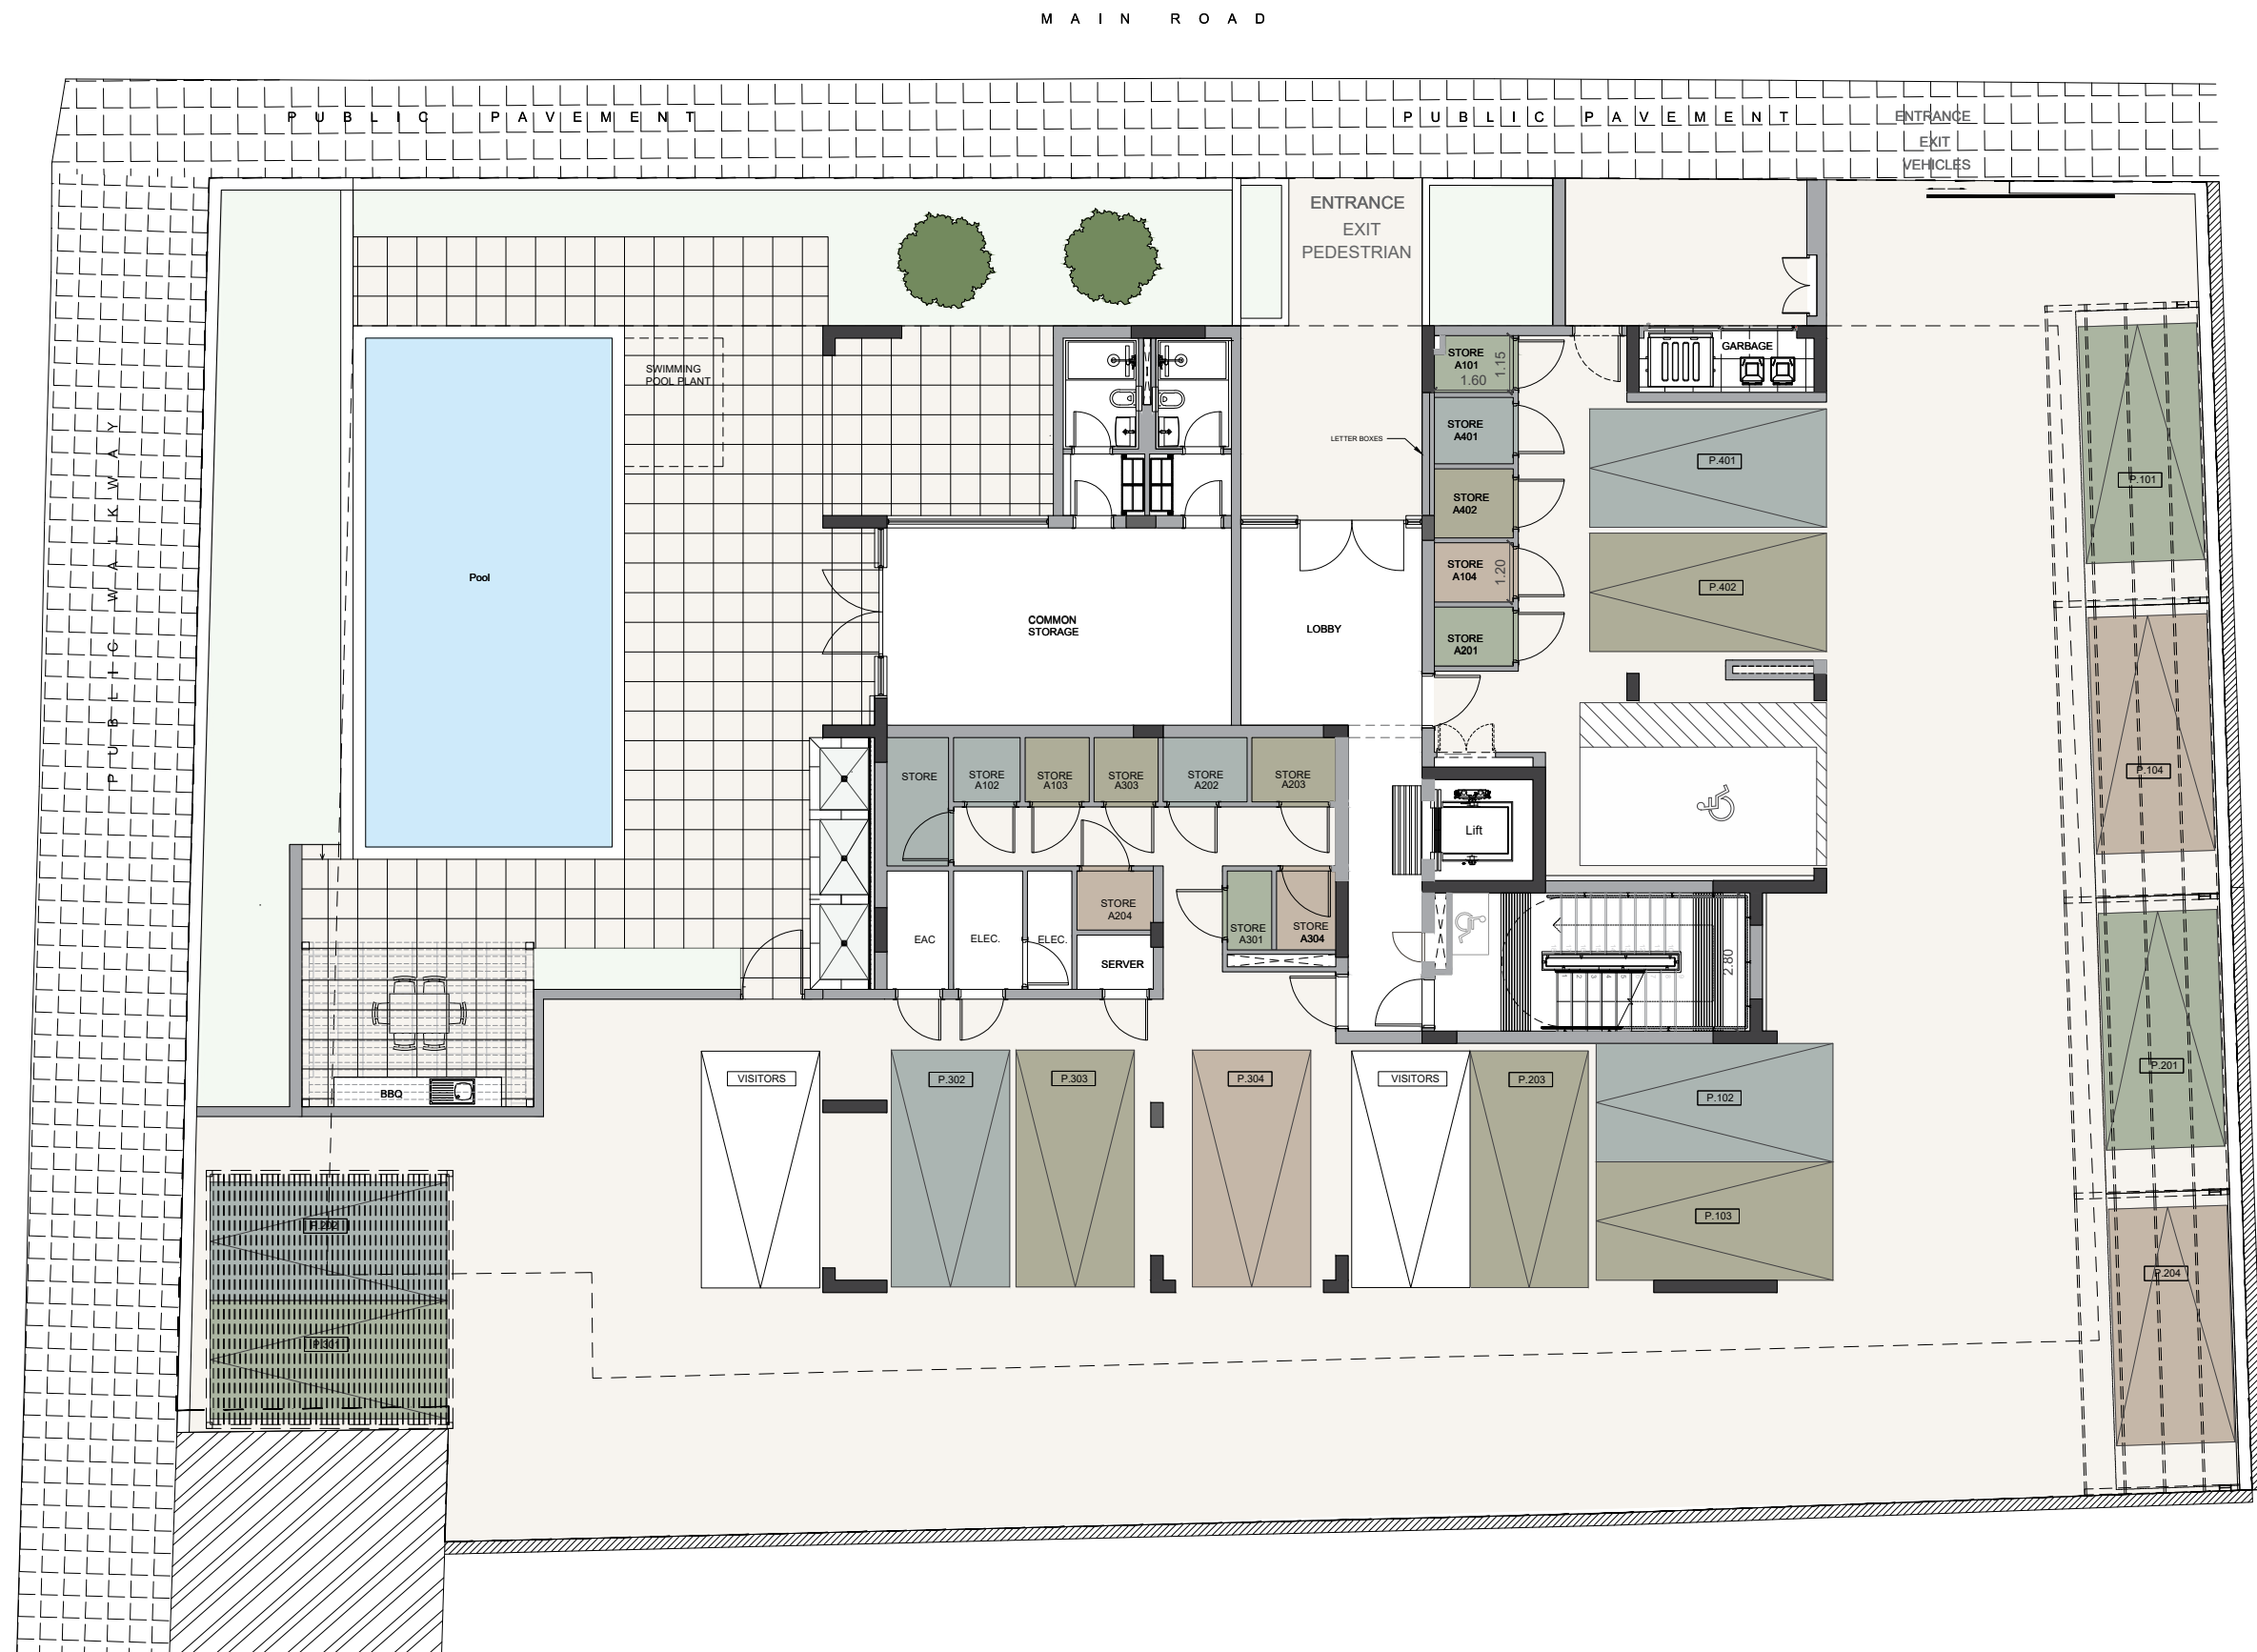 MAIN ROAD
PUBLIC PAVEMENT
PUBLIC PAVEMENT
ENTRANCE
EXIT
VEHICLES
ENTRANCE
EXIT
PEDESTRIAN
PUBLIC WALKWAY
SWIMMING
POOL PLANT
Pool
STORE
A101
1.60
1.15
GARBAGE
STORE
A401
LETTER BOXES
P.401
P.101
STORE
A402
STORE
A104
1.20
P.402
COMMON
STORAGE
LOBBY
STORE
A201
STORE
STORE
A102
STORE
A103
STORE
A303
STORE
A202
STORE
A203
P.104
Lift
STORE
A204
EAC
ELEC.
ELEC.
SERVER
STORE
A301
STORE
A304
2.80
BBQ
VISITORS
P.302
P.303
P.304
VISITORS
P.203
P.102
P.201
P.103
P.202
P.301
P.204